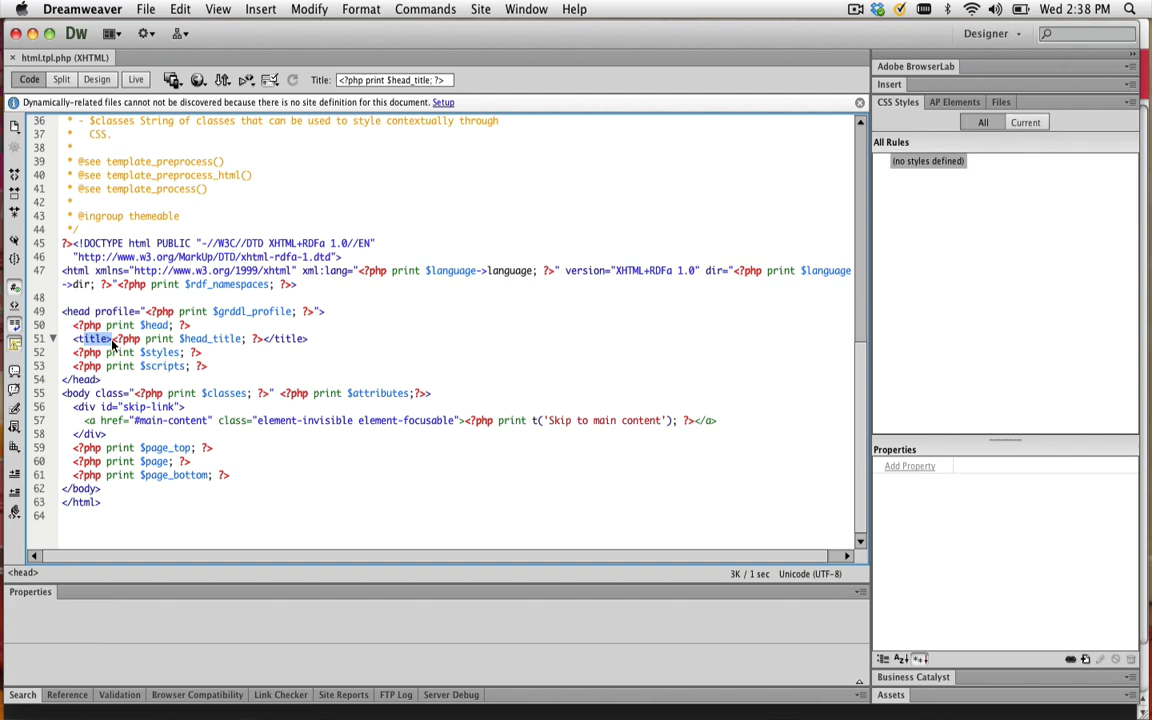 Dreamweaver File Edit View Insert Modify Format Commands Site Window Help Wed 2:38 PM
Dw Designer
html.tpl.php (XHTML)
Code Split Design Live Title: <?php print $head_title; ?>
Dynamically-related files cannot not be discovered because there is no site definition for this document. Setup
36 * - $classes String of classes that can be used to style contextually through
37 *   CSS.
38 *
39 * @see template_preprocess()
40 * @see template_preprocess_html()
41 * @see template_process()
42 *
43 * @ingroup themeable
44 */
45 ?><!DOCTYPE html PUBLIC "-//W3C//DTD XHTML+RDFa 1.0//EN"
46 "http://www.w3.org/MarkUp/DTD/xhtml-rdfa-1.dtd">
47 <html xmlns="http://www.w3.org/1999/xhtml" xml:lang="<?php print $language->language; ?>" version="XHTML+RDFa 1.0" dir="<?php print $language
->dir; ?>"<?php print $rdf_namespaces; ?>>
48
49 <head profile="<?php print $grddl_profile; ?>">
50 <?php print $head; ?>
51 <title><?php print $head_title; ?></title>
52 <?php print $styles; ?>
53 <?php print $scripts; ?>
54 </head>
55 <body class="<?php print $classes; ?>" <?php print $attributes;?>>
56 <div id="skip-link">
57 <a href="#main-content" class="element-invisible element-focusable"><?php print t('Skip to main content'); ?></a>
58 </div>
59 <?php print $page_top; ?>
60 <?php print $page; ?>
61 <?php print $page_bottom; ?>
62 </body>
63 </html>
64
<head> 3K / 1 sec Unicode (UTF-8)
Properties
Search Reference Validation Browser Compatibility Link Checker Site Reports FTP Log Server Debug
Adobe BrowserLab
Insert
CSS Styles AP Elements Files
All Current
All Rules
(no styles defined)
Properties
Add Property
Business Catalyst
Assets